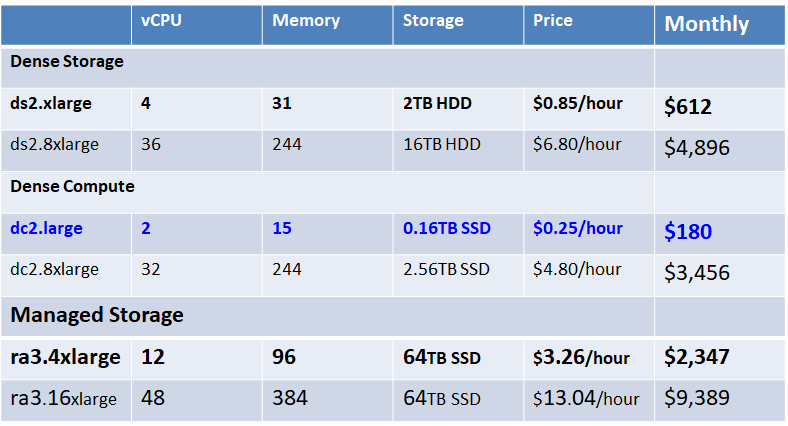 vCPU Memory Storage Price Monthly
Dense Storage
ds2.xlarge 4 31 2TB HDD $0.85/hour $612
ds2.8xlarge 36 244 16TB HDD $6.80/hour $4,896
Dense Compute
dc2.large 2 15 0.16TB SSD $0.25/hour $180
dc2.8xlarge 32 244 2.56TB SSD $4.80/hour $3,456
Managed Storage
ra3.4xlarge 12 96 64TB SSD $3.26/hour $2,347
ra3.16xlarge 48 384 64TB SSD $13.04/hour $9,389